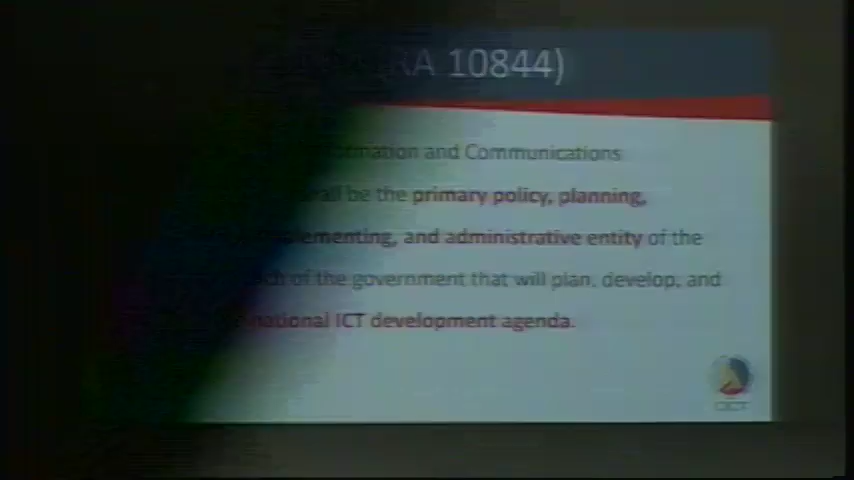 RA 10844)
Information and Communications
shall be the primary policy, planning,
implementing, and administrative entity of the
of the government that will plan, develop, and
national ICT development agenda.
DICT